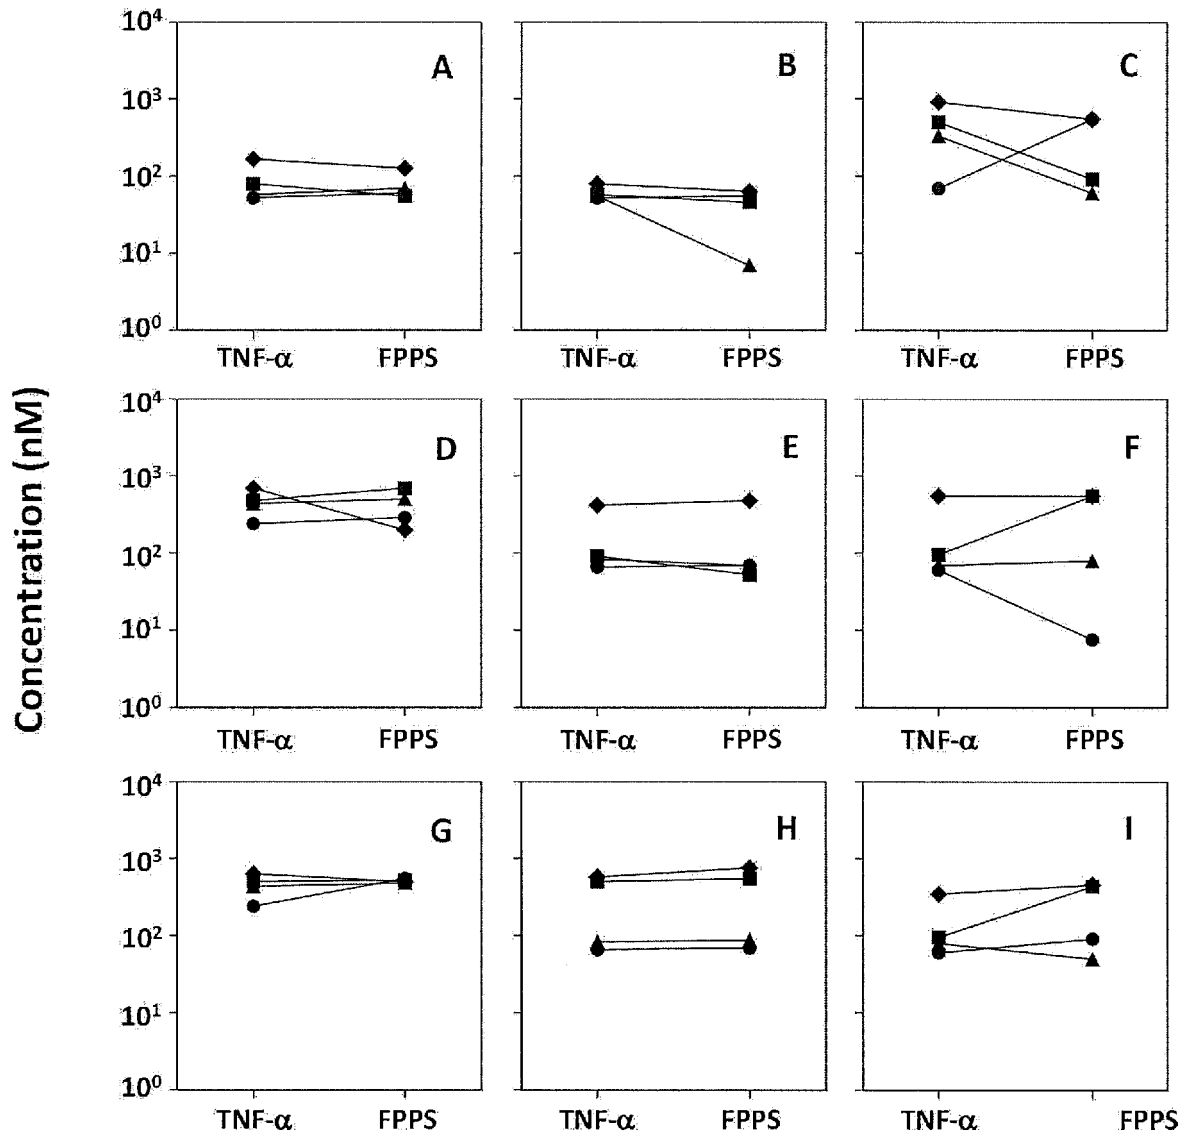 10⁴
A
B
C
10³
10²
10¹
10⁰
TNF-α FPPS TNF-α FPPS TNF-α FPPS
Concentration (nM)
10⁴
D
E
F
10³
10²
10¹
10⁰
TNF-α FPPS TNF-α FPPS TNF-α FPPS
10⁴
G
H
I
10³
10²
10¹
10⁰
TNF-α FPPS TNF-α FPPS TNF-α FPPS